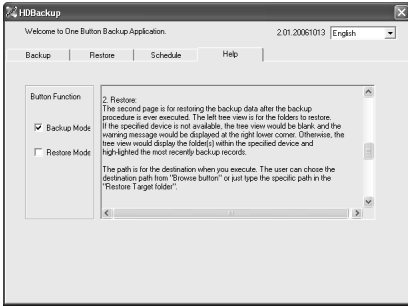 HDBackup
Welcome to One Button Backup Application.
2.01.20061013
English
Backup
Restore
Schedule
Help
Button Function
Backup Mode
Restore Mode
2. Restore:
The second page is for restoring the backup data after the backup
procedure is ever executed. The left tree view is for the folders to restore.
If the specified device is not available, the tree view would be blank and the
warning message would be displayed at the right lower corner. Otherwise, the
tree view would display the folder(s) within the specified device and
high-lighted the most recently backup records.
The path is for the destination when you execute. The user can chose the
destination path from "Browse button" or just type the specific path in the
"Restore Target folder".